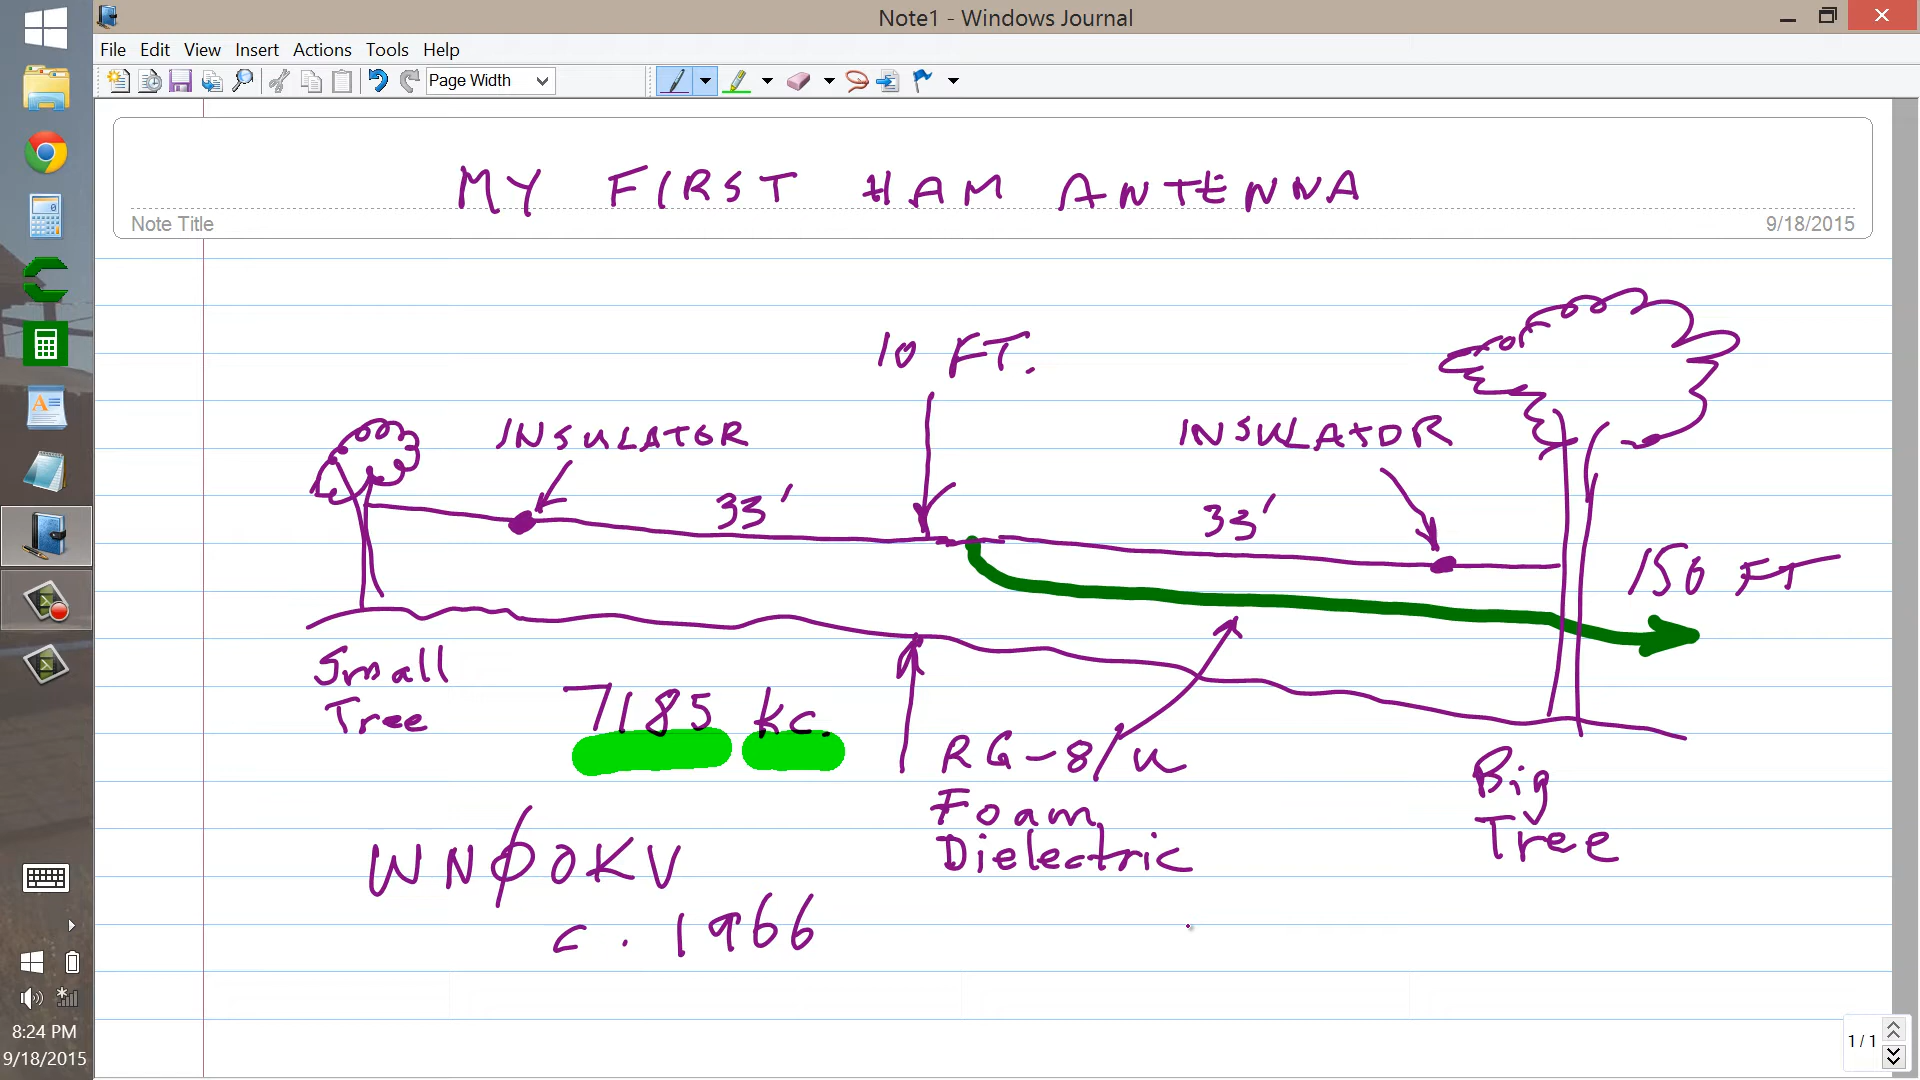 Note1 - Windows Journal
File Edit View Insert Actions Tools Help
Page Width
MY FIRST HAM ANTENNA
Note Title
9/18/2015
10 FT.
INSULATOR
INSULATOR
33'
33'
150 FT
Small
Tree
7185 kc.
RG-8/U
Foam
Dielectric
Big
Tree
WNØOKV
c. 1966
8:24 PM
9/18/2015
1 / 1